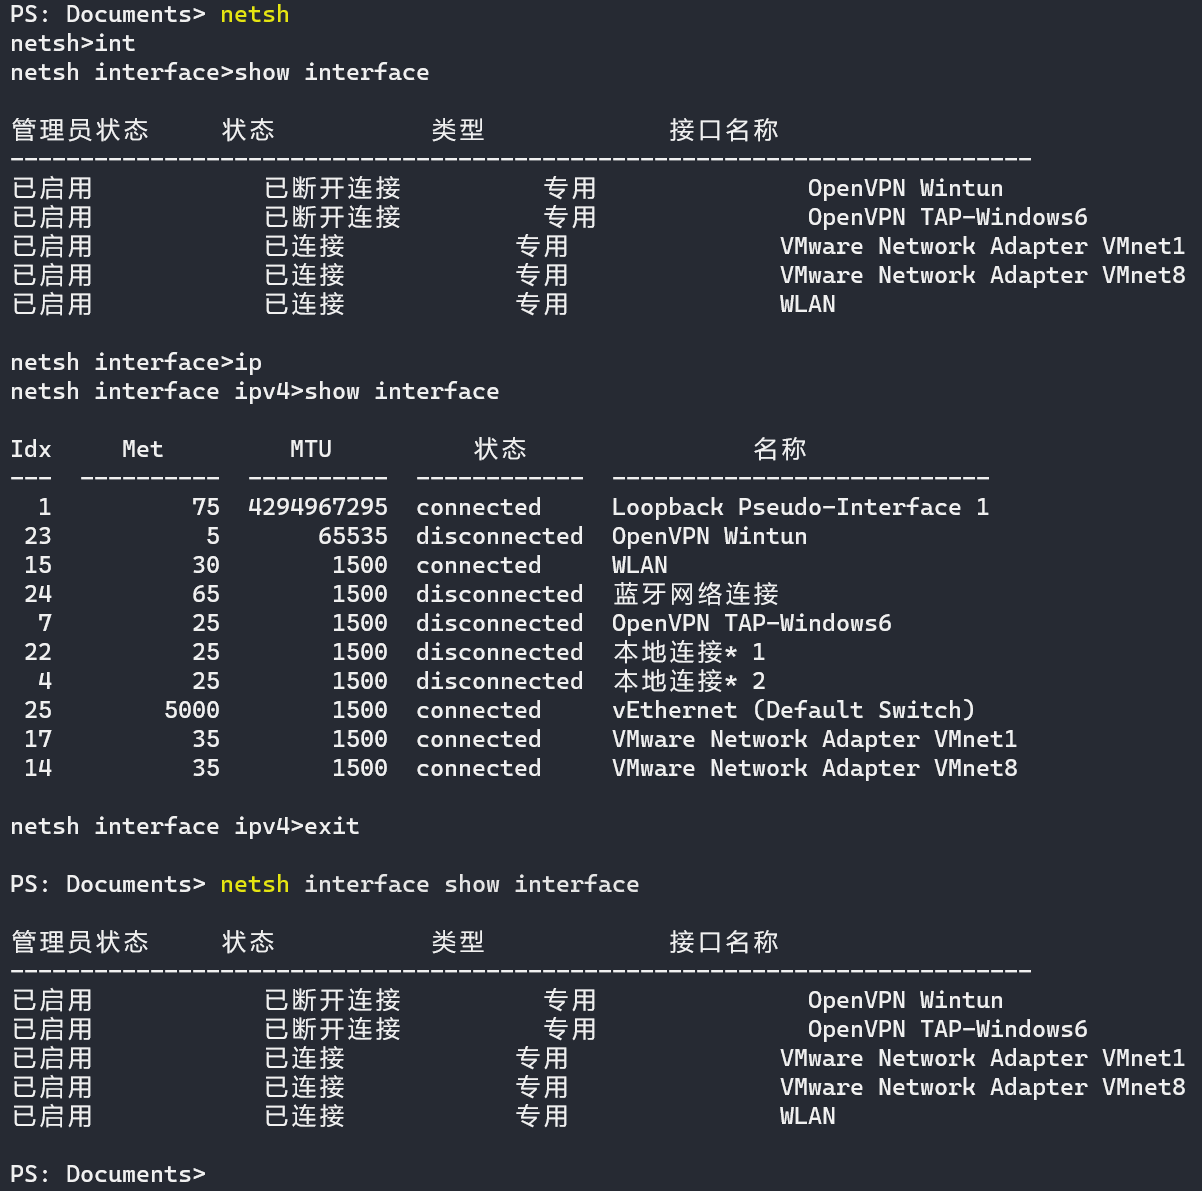 PS: Documents> netsh
netsh>int
netsh interface>show interface
管理员状态     状态           类型             接口名称
-------------------------------------------------------------------------
已启用            已断开连接          专用               OpenVPN Wintun
已启用            已断开连接          专用               OpenVPN TAP-Windows6
已启用            已连接            专用               VMware Network Adapter VMnet1
已启用            已连接            专用               VMware Network Adapter VMnet8
已启用            已连接            专用               WLAN
netsh interface>ip
netsh interface ipv4>show interface
Idx     Met         MTU          状态                名称
---  ----------  ----------  ------------  ---------------------------
  1          75  4294967295  connected     Loopback Pseudo-Interface 1
 23           5       65535  disconnected  OpenVPN Wintun
 15          30        1500  connected     WLAN
 24          65        1500  disconnected  蓝牙网络连接
  7          25        1500  disconnected  OpenVPN TAP-Windows6
 22          25        1500  disconnected  本地连接* 1
  4          25        1500  disconnected  本地连接* 2
 25        5000        1500  connected     vEthernet (Default Switch)
 17          35        1500  connected     VMware Network Adapter VMnet1
 14          35        1500  connected     VMware Network Adapter VMnet8
netsh interface ipv4>exit
PS: Documents> netsh interface show interface
管理员状态     状态           类型             接口名称
-------------------------------------------------------------------------
已启用            已断开连接          专用               OpenVPN Wintun
已启用            已断开连接          专用               OpenVPN TAP-Windows6
已启用            已连接            专用               VMware Network Adapter VMnet1
已启用            已连接            专用               VMware Network Adapter VMnet8
已启用            已连接            专用               WLAN
PS: Documents>